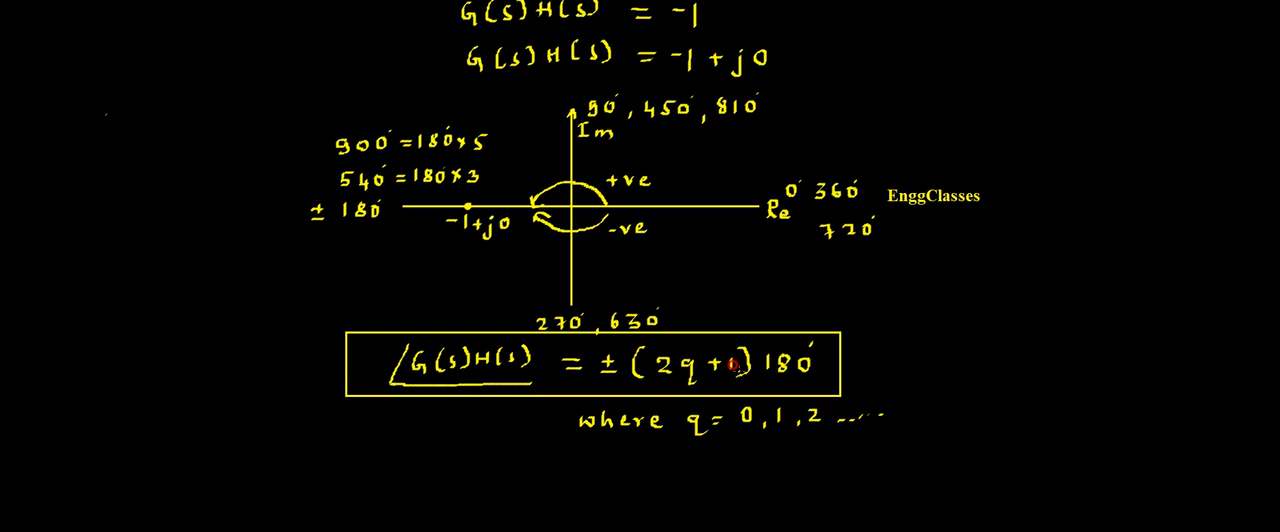 G(s)H(s) = -1
G(s)H(s) = -1 + j0
90°, 450°, 810°
Im
900° = 180° × 5
540° = 180° × 3
± 180°
+ve
-1+j0
-ve
Re
0° 360°
720°
EnggClasses
270°, 630°
∠G(s)H(s) = ± (2q+1) 180°
where q = 0, 1, 2 .....